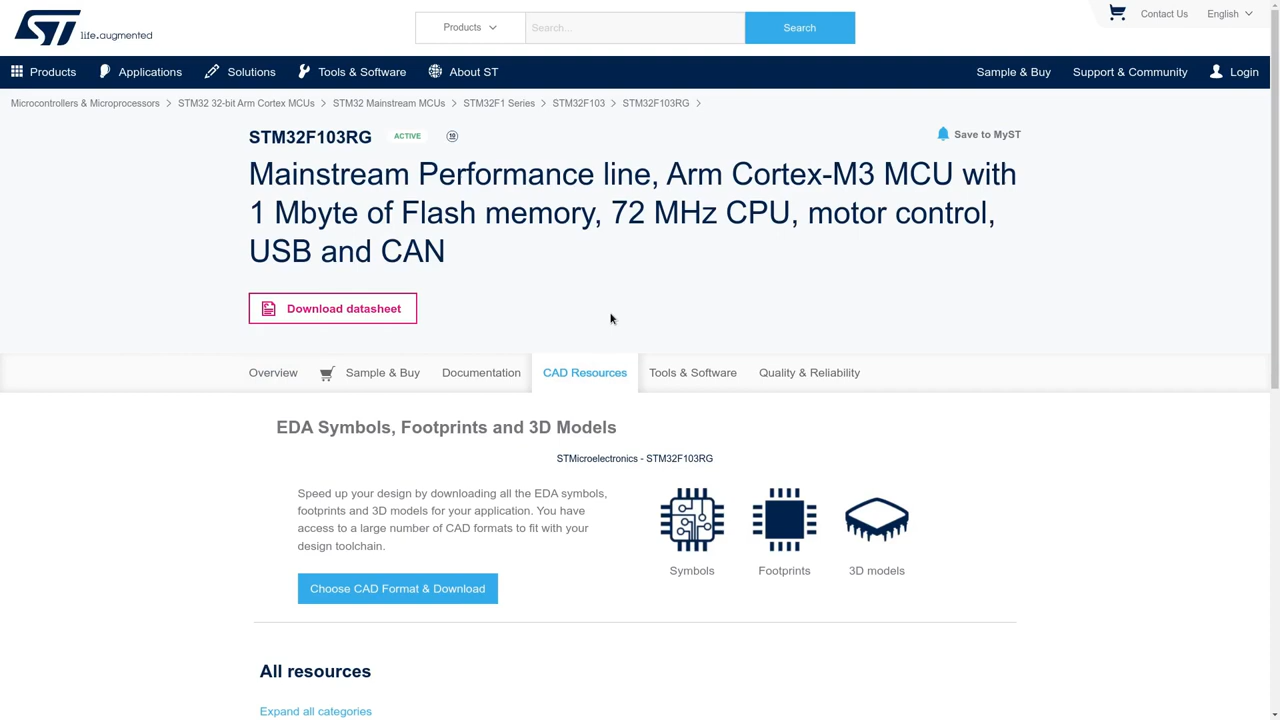 ST life.augmented
Products
Search...
Search
Contact Us
English
Products
Applications
Solutions
Tools & Software
About ST
Sample & Buy
Support & Community
Login
Microcontrollers & Microprocessors
STM32 32-bit Arm Cortex MCUs
STM32 Mainstream MCUs
STM32F1 Series
STM32F103
STM32F103RG
STM32F103RG
ACTIVE
10
Save to MyST
Mainstream Performance line, Arm Cortex-M3 MCU with
1 Mbyte of Flash memory, 72 MHz CPU, motor control,
USB and CAN
Download datasheet
Overview
Sample & Buy
Documentation
CAD Resources
Tools & Software
Quality & Reliability
EDA Symbols, Footprints and 3D Models
STMicroelectronics - STM32F103RG
Speed up your design by downloading all the EDA symbols,
footprints and 3D models for your application. You have
access to a large number of CAD formats to fit with your
design toolchain.
Symbols
Footprints
3D models
Choose CAD Format & Download
All resources
Expand all categories